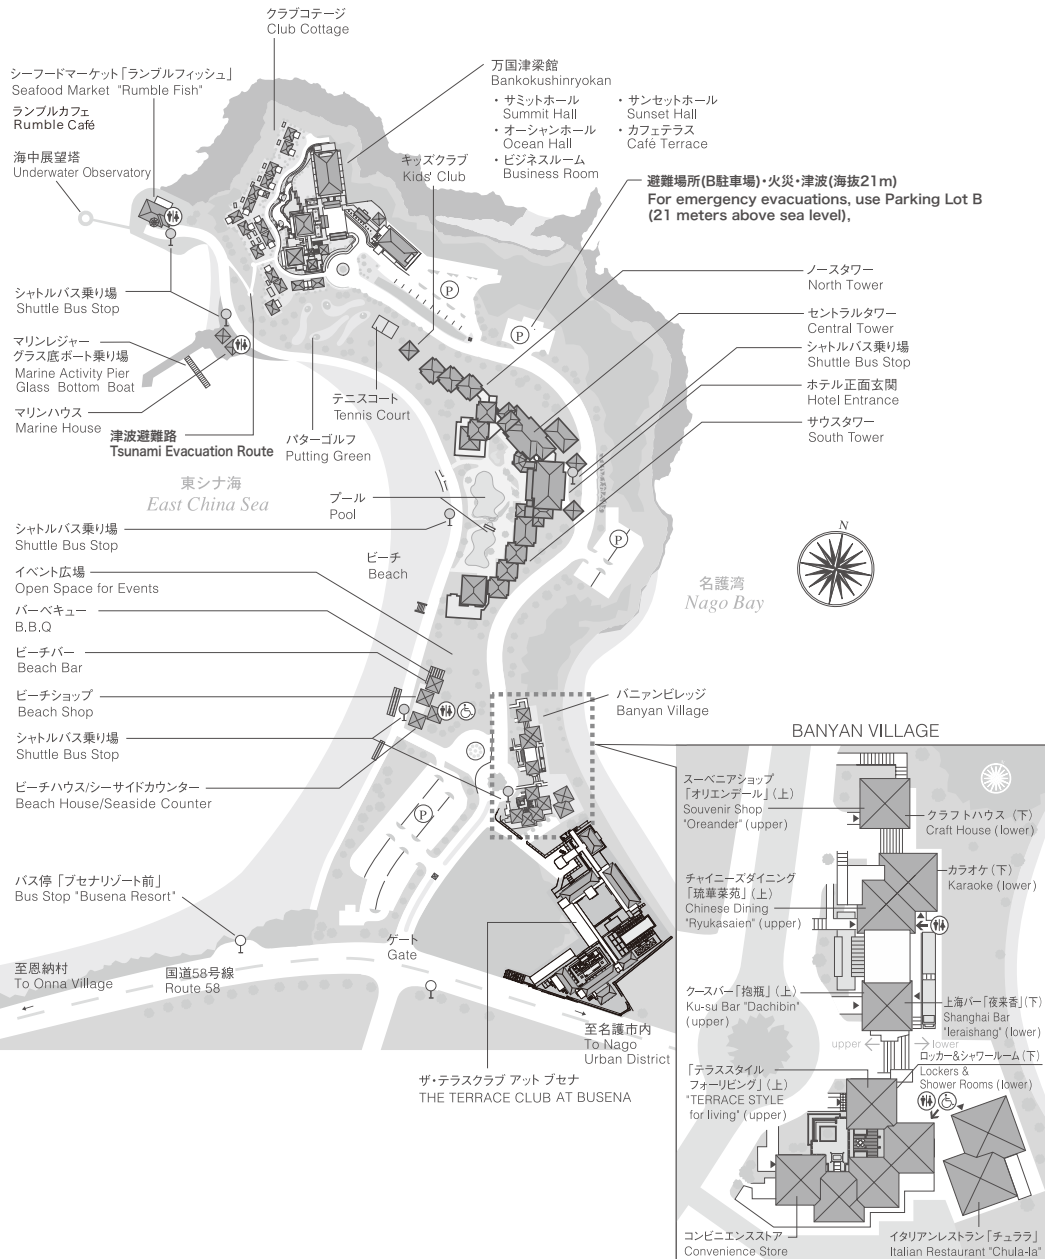 クラブコテージ
Club Cottage
シーフードマーケット「ランブルフィッシュ」
Seafood Market "Rumble Fish"
ランブルカフェ
Rumble Café
海中展望塔
Underwater Observatory
万国津梁館
Bankokushinryokan
・サミットホール
Summit Hall
・オーシャンホール
Ocean Hall
・ビジネスルーム
Business Room
・サンセットホール
Sunset Hall
・カフェテラス
Café Terrace
キッズクラブ
Kids' Club
避難場所(B駐車場)・火災・津波(海抜21m)
For emergency evacuations, use Parking Lot B
(21 meters above sea level),
P
P
ノースタワー
North Tower
セントラルタワー
Central Tower
シャトルバス乗り場
Shuttle Bus Stop
ホテル正面玄関
Hotel Entrance
サウスタワー
South Tower
シャトルバス乗り場
Shuttle Bus Stop
マリンレジャー
グラス底ボート乗り場
Marine Activity Pier
Glass Bottom Boat
マリンハウス
Marine House
津波避難路
Tsunami Evacuation Route
テニスコート
Tennis Court
パターゴルフ
Putting Green
東シナ海
East China Sea
プール
Pool
シャトルバス乗り場
Shuttle Bus Stop
ビーチ
Beach
P
N
名護湾
Nago Bay
イベント広場
Open Space for Events
バーベキュー
B.B.Q
ビーチバー
Beach Bar
ビーチショップ
Beach Shop
シャトルバス乗り場
Shuttle Bus Stop
ビーチハウス/シーサイドカウンター
Beach House/Seaside Counter
P
バニァンビレッジ
Banyan Village
バス停「ブセナリゾート前」
Bus Stop "Busena Resort"
ゲート
Gate
至恩納村
To Onna Village
国道58号線
Route 58
至名護市内
To Nago
Urban District
ザ・テラスクラブ アット ブセナ
THE TERRACE CLUB AT BUSENA
BANYAN VILLAGE
スーベニアショップ
「オリエンデール」(上)
Souvenir Shop
"Oreander" (upper)
クラフトハウス (下)
Craft House (lower)
カラオケ (下)
Karaoke (lower)
チャイニーズダイニング
「琉華菜苑」(上)
Chinese Dining
"Ryukasaien" (upper)
クースバー「抱瓶」(上)
Ku-su Bar "Dachibin"
(upper)
上海バー「夜来香」(下)
Shanghai Bar
"Ieraishang" (lower)
upper
lower
ロッカー&シャワールーム (下)
Lockers &
Shower Rooms (lower)
「テラススタイル
フォーリビング」(上)
"TERRACE STYLE
for living" (upper)
コンビニエンスストア
Convenience Store
イタリアンレストラン「チュララ」
Italian Restaurant "Chula-la"